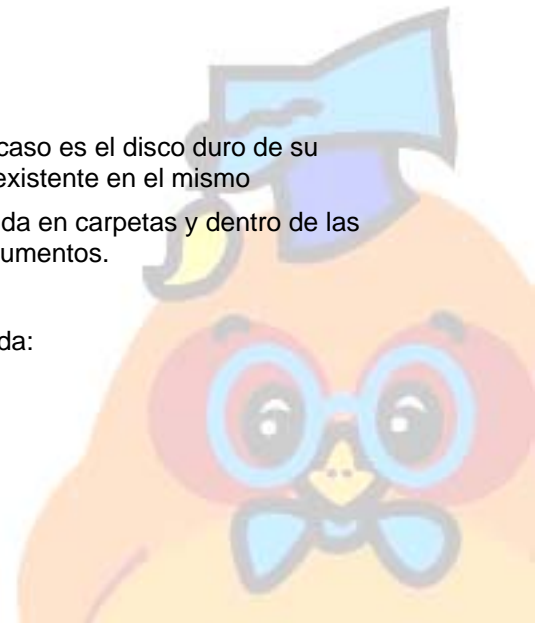 caso es el disco duro de su
existente en el mismo
da en carpetas y dentro de las
umentos.
da: